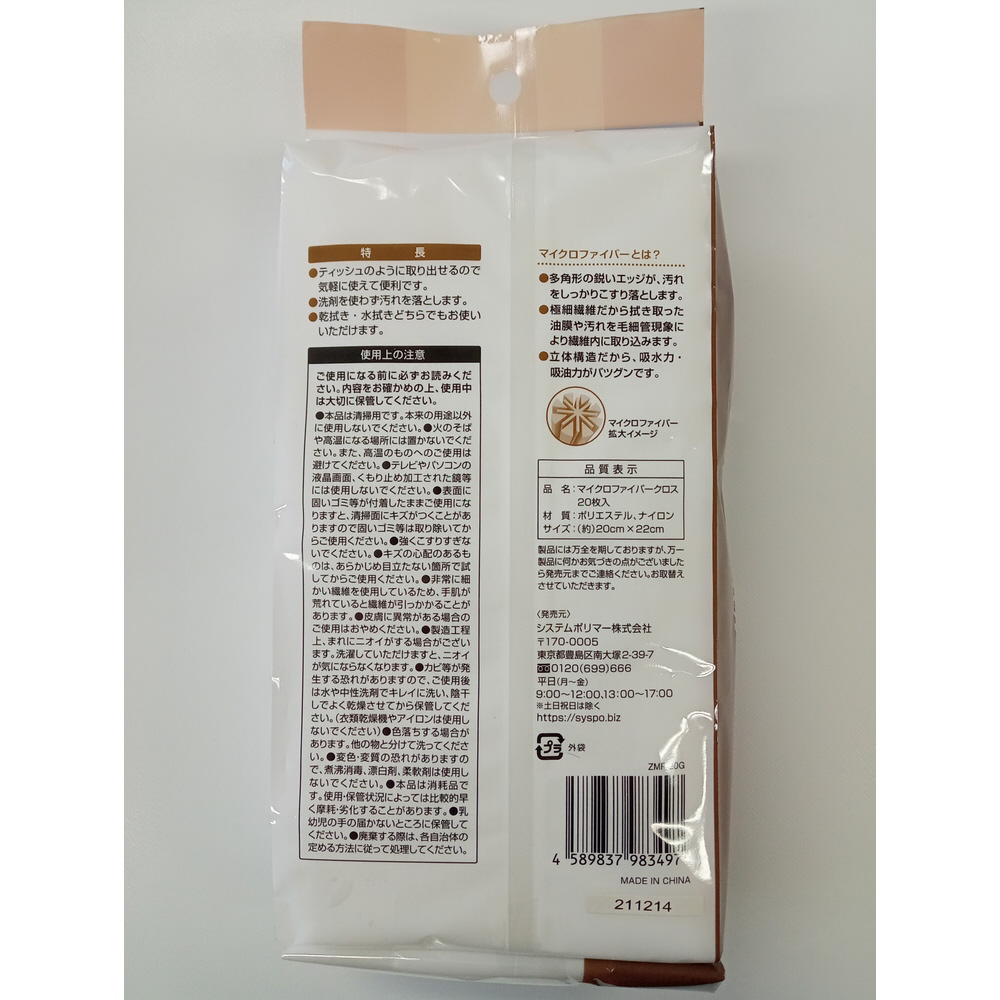 特長
●ティッシュのように取り出せるので
気軽に使えて便利です。
●洗剤を使わず汚れを落とします。
●乾拭き・水拭きどちらでもお使い
いただけます。
使用上の注意
ご使用になる前に必ずお読みくだ
さい。内容をお確かめの上、使用中
は大切に保管してください。
●本品は清掃用です。本来の用途以外
に使用しないでください。●火のそば
や高温になる場所には置かないでくだ
さい。また、高温のものへのご使用は
避けてください。●テレビやパソコンの
液晶画面、くもり止め加工された鏡等
には使用しないでください。●表面に
固いゴミ等が付着したままご使用にな
りますと、清掃面にキズがつくことがあ
りますので固いゴミ等は取り除いてか
らご使用ください。●強くこすりすぎな
いでください。●キズの心配のあるも
のは、あらかじめ目立たない箇所で試
してからご使用ください。●非常に細
かい繊維を使用しているため、手肌が
荒れていると繊維が引っかかることが
あります。●皮膚に異常がある場合の
ご使用はおやめください。●製造工程
上、まれにニオイがする場合がござい
ます。洗濯していただけますと、ニオイ
が気にならなくなります。●カビ等が発
生する恐れがありますので、ご使用後
は水や中性洗剤でキレイに洗い、陰干
しでよく乾燥させてから保管してくだ
さい。(衣類乾燥機やアイロンは使用し
ないでください)●色落ちする場合が
あります。他の物と分けて洗ってくださ
い。●変色・変質の恐れがありますの
で、煮沸消毒、漂白剤、柔軟剤は使用し
ないでください。●本品は消耗品で
す。使用・保管状況によっては比較的早
く摩耗・劣化することがあります。●乳
幼児の手の届かないところに保管して
ください。●廃棄する際は、各自治体の
定める方法に従って処理してください。
マイクロファイバーとは?
●多角形の鋭いエッジが、汚れ
をしっかりこすり落とします。
●極細繊維だから拭き取った
油膜や汚れを毛細管現象に
より繊維内に取り込みます。
●立体構造だから、吸水力・
吸油力がバツグンです。
マイクロファイバー
拡大イメージ
品質表示
品 名:マイクロファイバークロス
20枚入
材 質:ポリエステル、ナイロン
サイズ:(約)20cm×22cm
製品には万全を期しておりますが、万一
製品に何かお気づきの点がございました
ら発売元までご連絡ください。お取替え
させていただきます。
〈発売元〉
システムポリマー株式会社
〒170-0005
東京都豊島区南大塚2-39-7
0120(699)666
平日(月〜金)
9:00〜12:00、13:00〜17:00
※土日祝日は除く
https://syspo.biz
プラ 外袋
4 589837 983497
MADE IN CHINA
211214